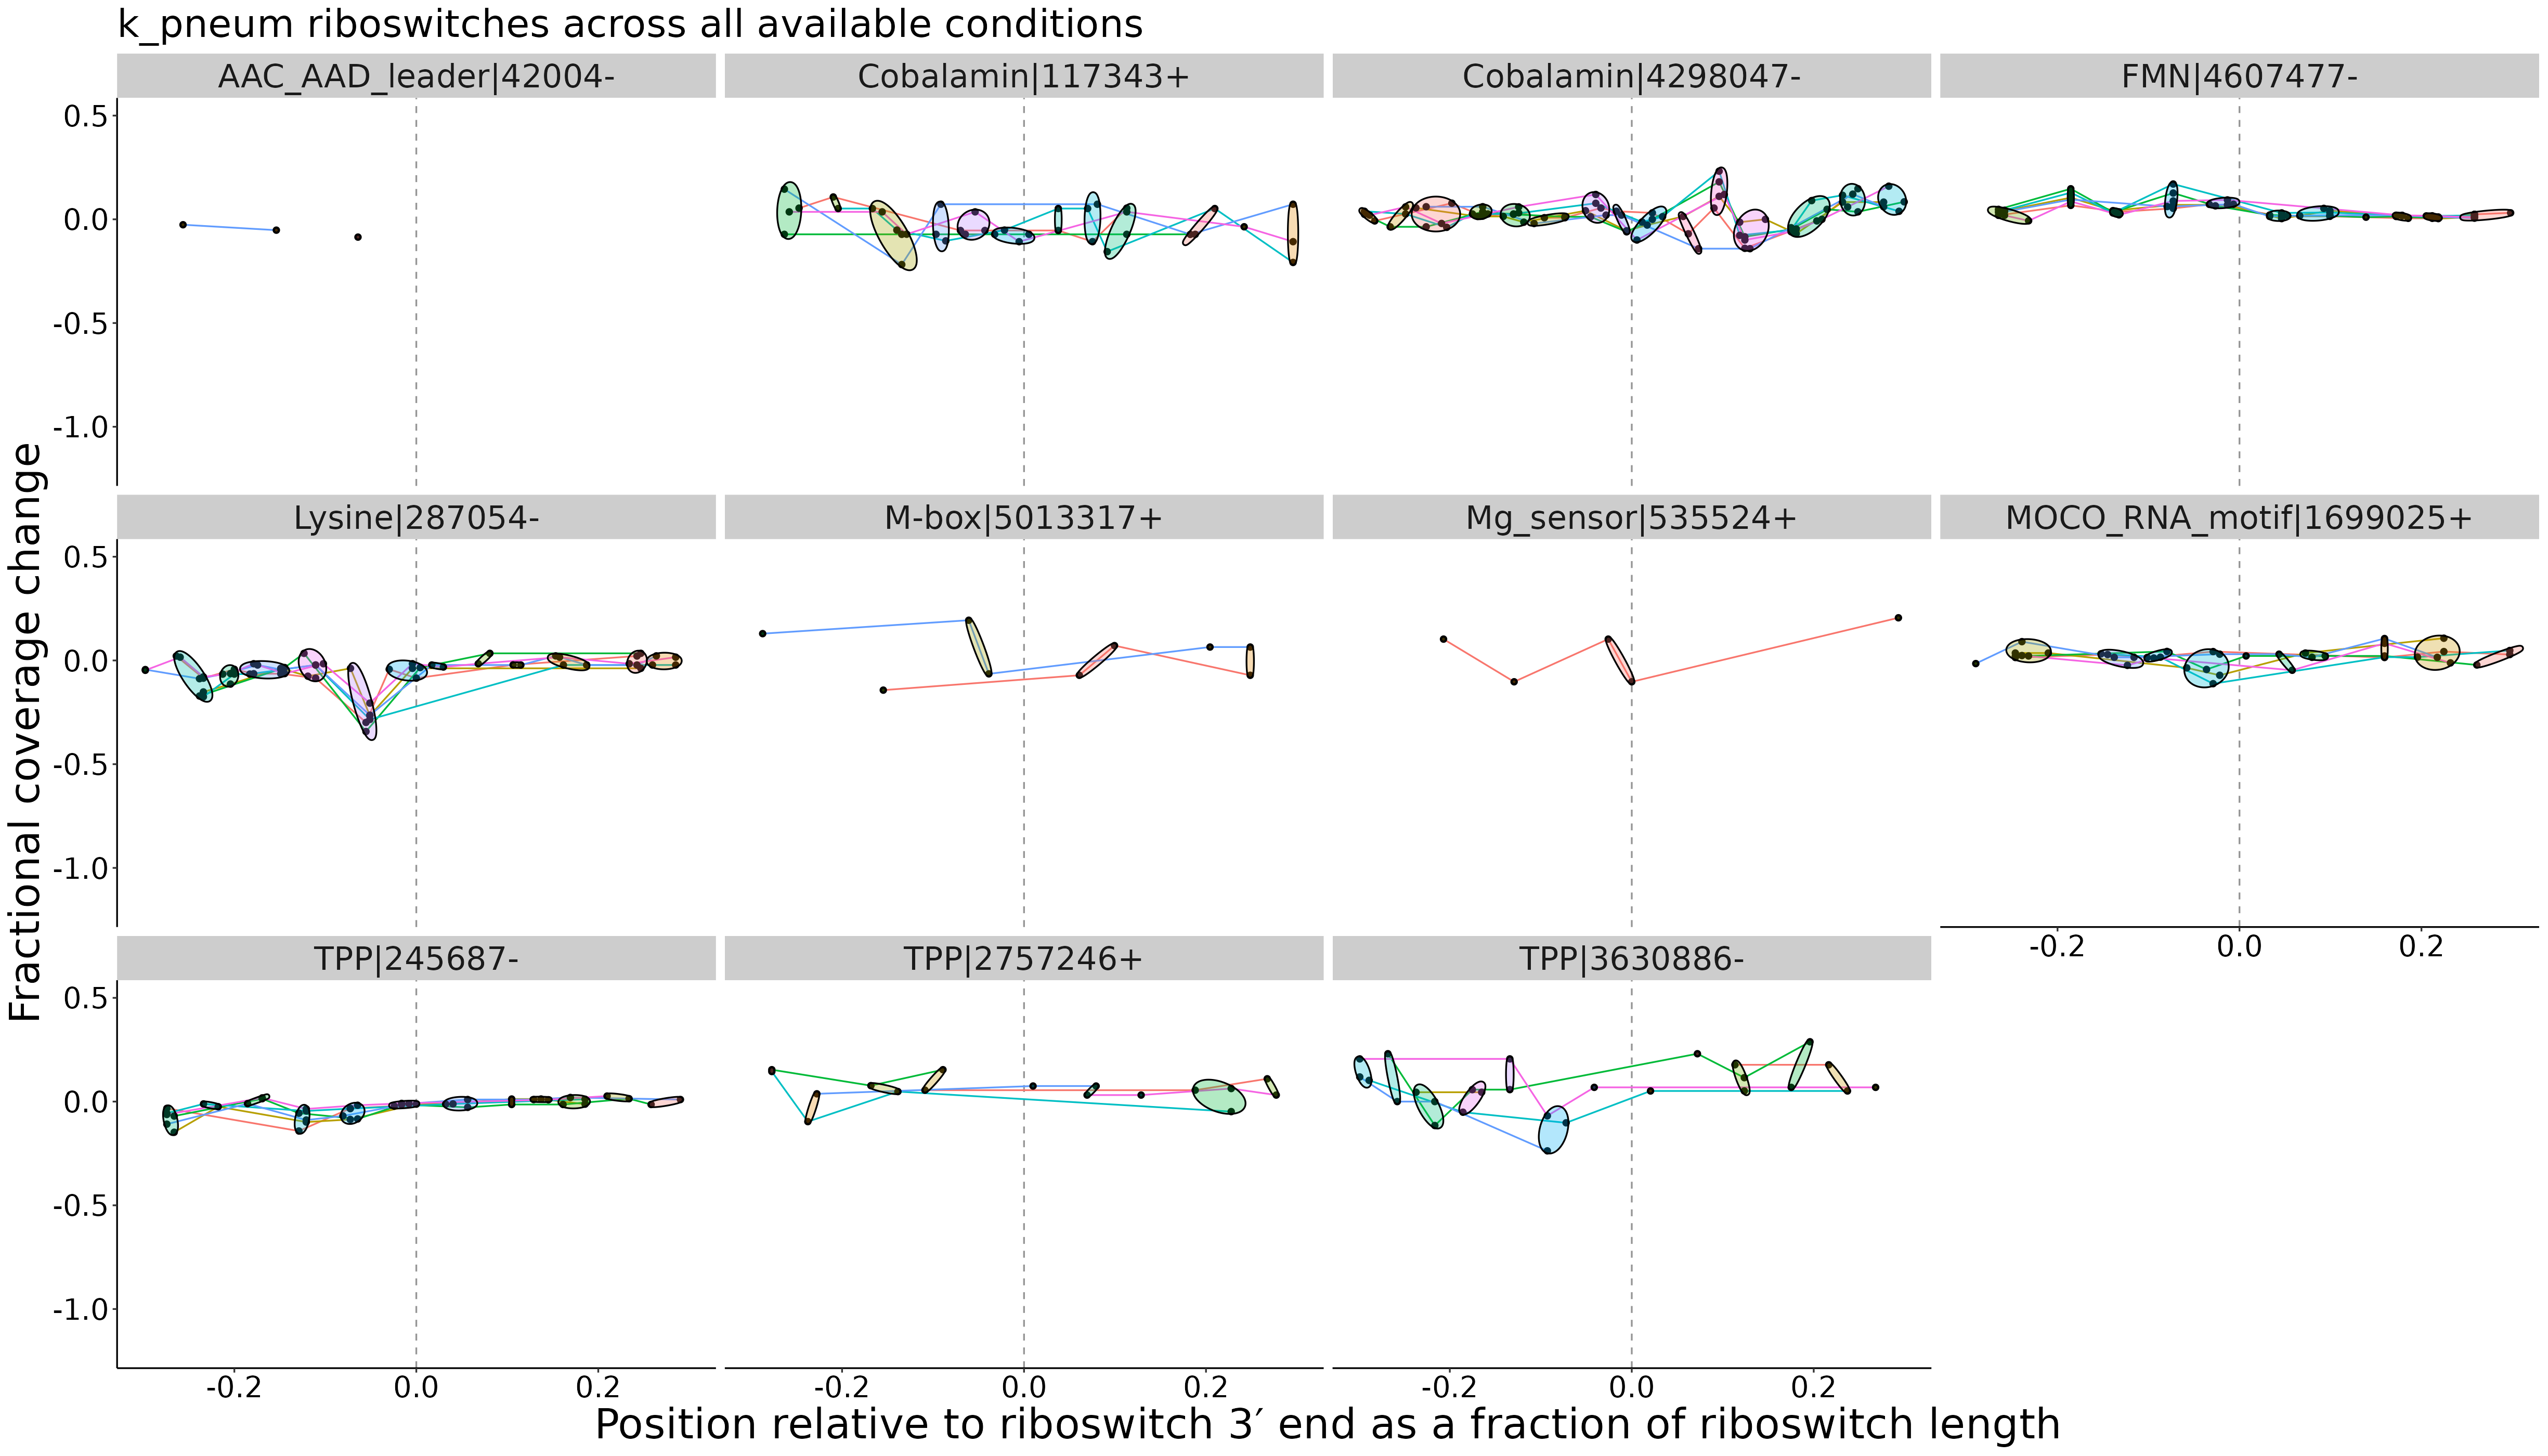 k_pneum riboswitches across all available conditions
AAC_AAD_leader|42004-
Cobalamin|117343+
Cobalamin|4298047-
FMN|4607477-
0.5
0.0
-0.5
-1.0
Lysine|287054-
M-box|5013317+
Mg_sensor|535524+
MOCO_RNA_motif|1699025+
0.5
0.0
-0.5
-1.0
-0.2 0.0 0.2
TPP|245687-
TPP|2757246+
TPP|3630886-
0.5
0.0
-0.5
-1.0
-0.2 0.0 0.2
-0.2 0.0 0.2
-0.2 0.0 0.2
Position relative to riboswitch 3′ end as a fraction of riboswitch length
Fractional coverage change